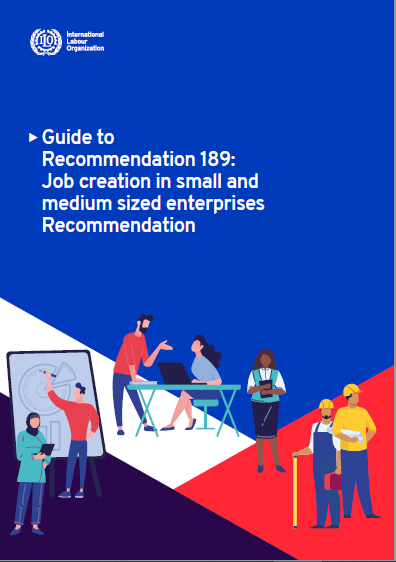 International
Labour
Organization
Guide to
Recommendation 189:
Job creation in small and
medium sized enterprises
Recommendation